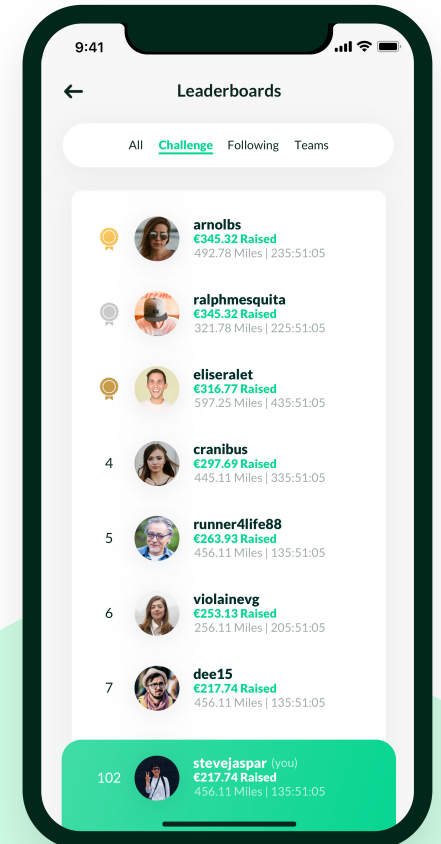 9:41
Leaderboards
All Challenge Following Teams
arnolbs
€345.32 Raised
492.78 Miles | 235:51:05
ralphmesquita
€345.32 Raised
321.78 Miles | 225:51:05
eliseralet
€316.77 Raised
597.25 Miles | 435:51:05
4
cranibus
€297.69 Raised
445.11 Miles | 335:51:05
5
runner4life88
€263.93 Raised
456.11 Miles | 135:51:05
6
violainevg
€253.13 Raised
256.11 Miles | 205:51:05
7
dee15
€217.74 Raised
456.11 Miles | 135:51:05
102
stevejaspar (you)
€217.74 Raised
456.11 Miles | 135:51:05